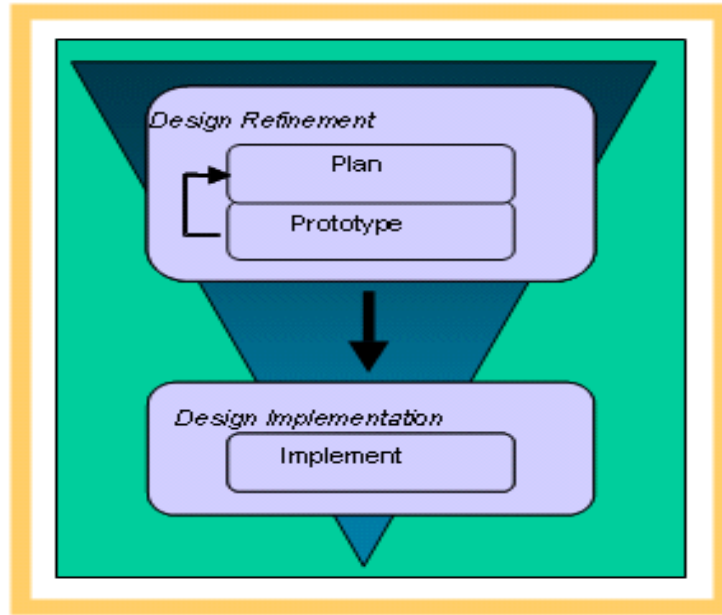 Design Refinement
Plan
Prototype
Design Implementation
Implement